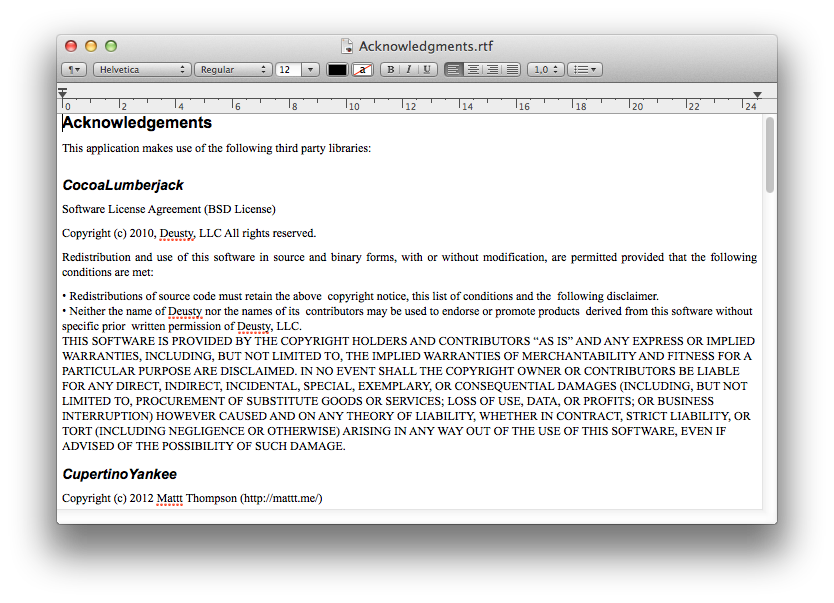 Acknowledgments.rtf
¶ Helvetica Regular 12 a B I U 1,0
0 2 4 6 8 10 12 14 16 18 20 22 24
Acknowledgements
This application makes use of the following third party libraries:
CocoaLumberjack
Software License Agreement (BSD License)
Copyright (c) 2010, Deusty, LLC All rights reserved.
Redistribution and use of this software in source and binary forms, with or without modification, are permitted provided that the following
conditions are met:
• Redistributions of source code must retain the above  copyright notice, this list of conditions and the  following disclaimer.
• Neither the name of Deusty nor the names of its  contributors may be used to endorse or promote products  derived from this software without
specific prior  written permission of Deusty, LLC.
THIS SOFTWARE IS PROVIDED BY THE COPYRIGHT HOLDERS AND CONTRIBUTORS “AS IS” AND ANY EXPRESS OR IMPLIED
WARRANTIES, INCLUDING, BUT NOT LIMITED TO, THE IMPLIED WARRANTIES OF MERCHANTABILITY AND FITNESS FOR A
PARTICULAR PURPOSE ARE DISCLAIMED. IN NO EVENT SHALL THE COPYRIGHT OWNER OR CONTRIBUTORS BE LIABLE
FOR ANY DIRECT, INDIRECT, INCIDENTAL, SPECIAL, EXEMPLARY, OR CONSEQUENTIAL DAMAGES (INCLUDING, BUT NOT
LIMITED TO, PROCUREMENT OF SUBSTITUTE GOODS OR SERVICES; LOSS OF USE, DATA, OR PROFITS; OR BUSINESS
INTERRUPTION) HOWEVER CAUSED AND ON ANY THEORY OF LIABILITY, WHETHER IN CONTRACT, STRICT LIABILITY, OR
TORT (INCLUDING NEGLIGENCE OR OTHERWISE) ARISING IN ANY WAY OUT OF THE USE OF THIS SOFTWARE, EVEN IF
ADVISED OF THE POSSIBILITY OF SUCH DAMAGE.
CupertinoYankee
Copyright (c) 2012 Mattt Thompson (http://mattt.me/)